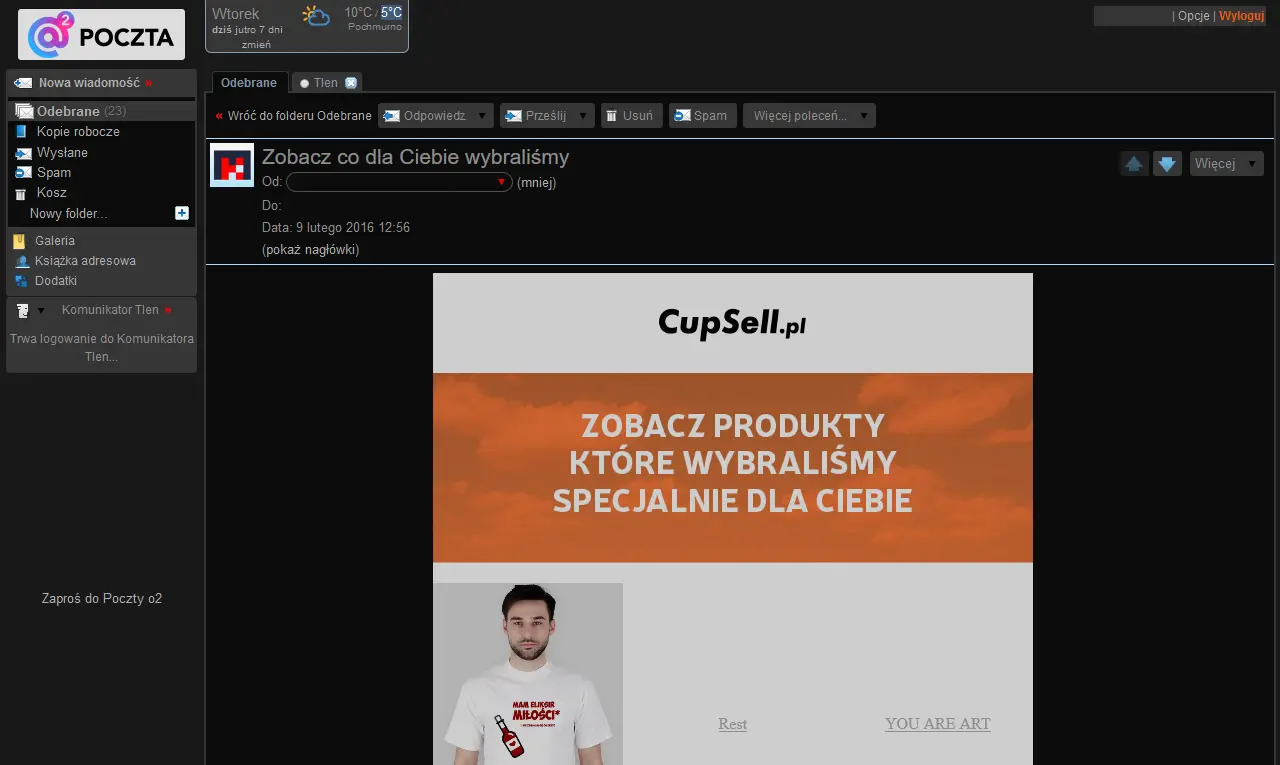 @2 POCZTA
Wtorek
dziś jutro 7 dni
zmień
10°C / 5°C
Pochmurno
| Opcje | Wyloguj
Nowa wiadomość »
Odebrane (23)
Kopie robocze
Wysłane
Spam
Kosz
Nowy folder...
Galeria
Książka adresowa
Dodatki
Komunikator Tlen »
Trwa logowanie do Komunikatora
Tlen...
Zaproś do Poczty o2
Odebrane
Tlen
« Wróć do folderu Odebrane
Odpowiedz
Prześlij
Usuń
Spam
Więcej poleceń...
Zobacz co dla Ciebie wybraliśmy
Więcej
Od: (mniej)
Do:
Data: 9 lutego 2016 12:56
(pokaż nagłówki)
CupSell.pl
ZOBACZ PRODUKTY
KTÓRE WYBRALIŚMY
SPECJALNIE DLA CIEBIE
MAM ELIKSIR
MIŁOŚCI*
Rest
YOU ARE ART